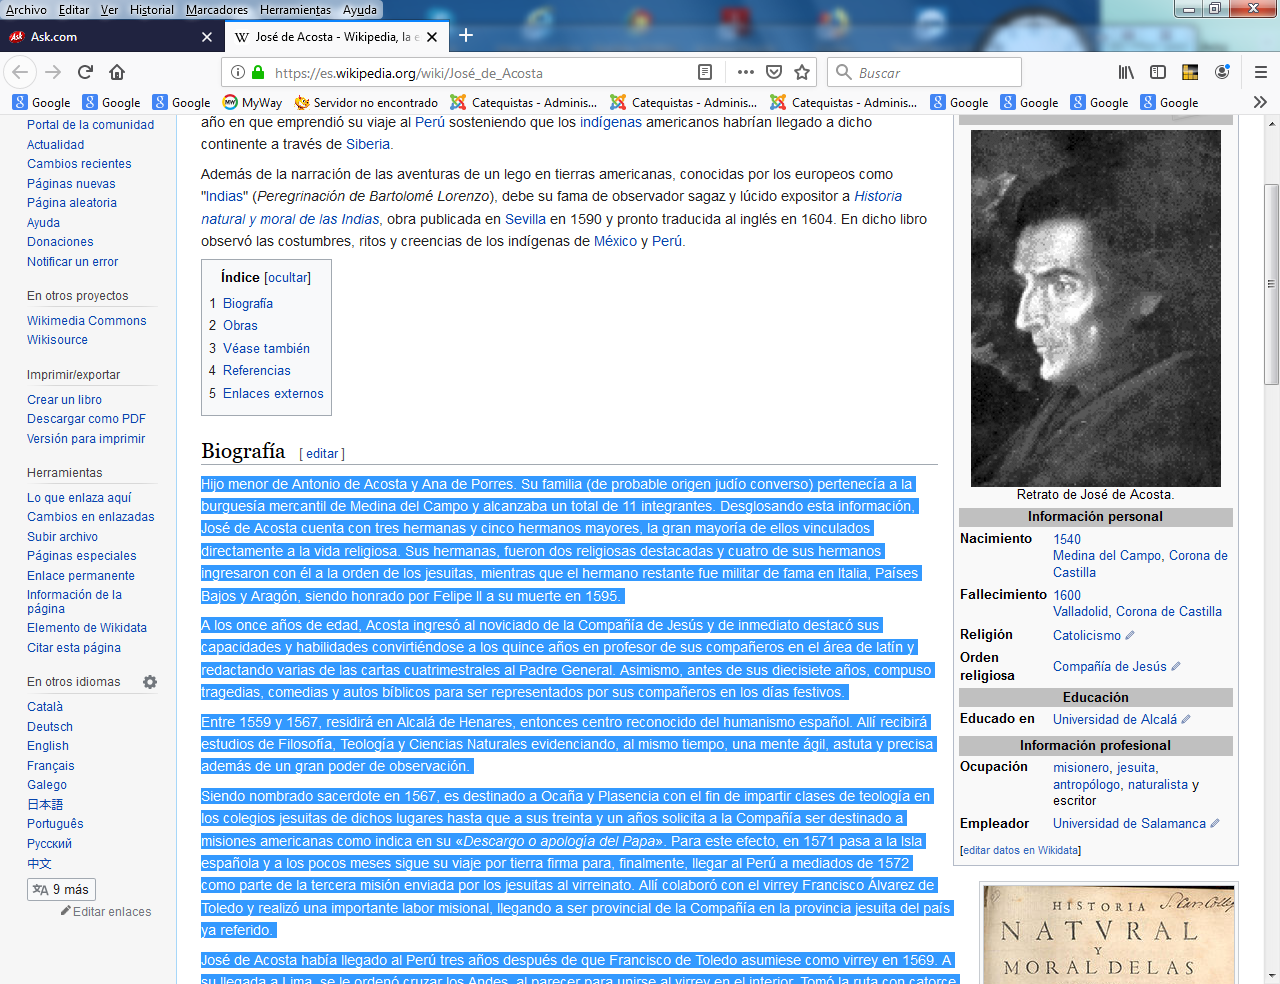 Archivo Editar Ver Historial Marcadores Herramientas Ayuda
Ask Ask.com
W José de Acosta - Wikipedia, la e
https://es.wikipedia.org/wiki/José_de_Acosta
Buscar
Google Google Google MyWay Servidor no encontrado Catequistas - Adminis... Catequistas - Adminis... Catequistas - Adminis... Google Google Google Google
Portal de la comunidad
Actualidad
Cambios recientes
Páginas nuevas
Página aleatoria
Ayuda
Donaciones
Notificar un error
En otros proyectos
Wikimedia Commons
Wikisource
Imprimir/exportar
Crear un libro
Descargar como PDF
Versión para imprimir
Herramientas
Lo que enlaza aquí
Cambios en enlazadas
Subir archivo
Páginas especiales
Enlace permanente
Información de la
página
Elemento de Wikidata
Citar esta página
En otros idiomas
Català
Deutsch
English
Français
Galego
日本語
Português
Русский
中文
9 más
Editar enlaces
año en que emprendió su viaje al Perú sosteniendo que los indígenas americanos habrían llegado a dicho
continente a través de Siberia.
Además de la narración de las aventuras de un lego en tierras americanas, conocidas por los europeos como
"Indias" (Peregrinación de Bartolomé Lorenzo), debe su fama de observador sagaz y lúcido expositor a Historia
natural y moral de las Indias, obra publicada en Sevilla en 1590 y pronto traducida al inglés en 1604. En dicho libro
observó las costumbres, ritos y creencias de los indígenas de México y Perú.
Índice [ocultar]
1 Biografía
2 Obras
3 Véase también
4 Referencias
5 Enlaces externos
Biografía [ editar ]
Hijo menor de Antonio de Acosta y Ana de Porres. Su familia (de probable origen judío converso) pertenecía a la
burguesía mercantil de Medina del Campo y alcanzaba un total de 11 integrantes. Desglosando esta información,
José de Acosta cuenta con tres hermanas y cinco hermanos mayores, la gran mayoría de ellos vinculados
directamente a la vida religiosa. Sus hermanas, fueron dos religiosas destacadas y cuatro de sus hermanos
ingresaron con él a la orden de los jesuitas, mientras que el hermano restante fue militar de fama en Italia, Países
Bajos y Aragón, siendo honrado por Felipe II a su muerte en 1595.
A los once años de edad, Acosta ingresó al noviciado de la Compañía de Jesús y de inmediato destacó sus
capacidades y habilidades convirtiéndose a los quince años en profesor de sus compañeros en el área de latín y
redactando varias de las cartas cuatrimestrales al Padre General. Asimismo, antes de sus diecisiete años, compuso
tragedias, comedias y autos bíblicos para ser representados por sus compañeros en los días festivos.
Entre 1559 y 1567, residirá en Alcalá de Henares, entonces centro reconocido del humanismo español. Allí recibirá
estudios de Filosofía, Teología y Ciencias Naturales evidenciando, al mismo tiempo, una mente ágil, astuta y precisa
además de un gran poder de observación.
Siendo nombrado sacerdote en 1567, es destinado a Ocaña y Plasencia con el fin de impartir clases de teología en
los colegios jesuitas de dichos lugares hasta que a sus treinta y un años solicita a la Compañía ser destinado a
misiones americanas como indica en su «Descargo o apología del Papa». Para este efecto, en 1571 pasa a la Isla
española y a los pocos meses sigue su viaje por tierra firma para, finalmente, llegar al Perú a mediados de 1572
como parte de la tercera misión enviada por los jesuitas al virreinato. Allí colaboró con el virrey Francisco Álvarez de
Toledo y realizó una importante labor misional, llegando a ser provincial de la Compañía en la provincia jesuita del país
ya referido.
José de Acosta había llegado al Perú tres años después de que Francisco de Toledo asumiese como virrey en 1569. A
su llegada a Lima, se le ordenó cruzar los Andes, al parecer para unirse al virrey en el interior. Tomó la ruta con catorce
Retrato de José de Acosta.
Información personal
Nacimiento 1540
Medina del Campo, Corona de
Castilla
Fallecimiento 1600
Valladolid, Corona de Castilla
Religión Catolicismo
Orden
religiosa Compañía de Jesús
Educación
Educado en Universidad de Alcalá
Información profesional
Ocupación misionero, jesuita,
antropólogo, naturalista y
escritor
Empleador Universidad de Salamanca
[editar datos en Wikidata]
HISTORIA
NATVRAL
Y
MORAL DE LAS